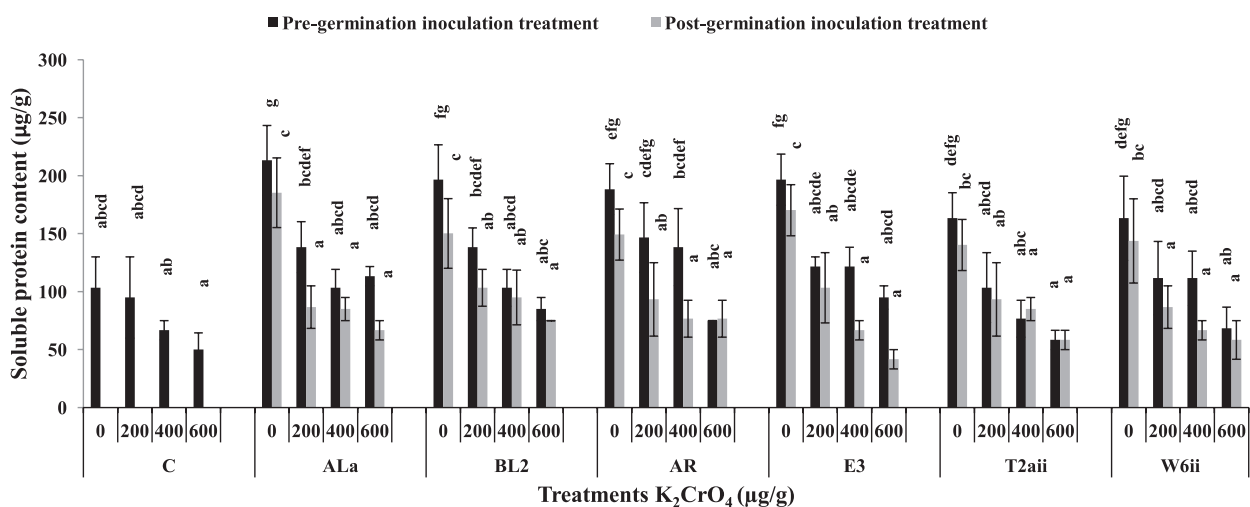 Pre-germination inoculation treatment Post-germination inoculation treatment
Soluble protein content (µg/g)
300
250
200
150
100
50
0
abcd abcd ab a
g c bcdef a abcd a abcd a
fg c bcdef ab abcd ab abc a
efg c cdefg ab bcdef a abc a
fg c abcde ab abcde a abcd a
defg bc abcd ab abc a a a
defg bc abcd a abcd a ab a
0 200 400 600 0 200 400 600 0 200 400 600 0 200 400 600 0 200 400 600 0 200 400 600 0 200 400 600
C ALa BL2 AR E3 T2aii W6ii
Treatments K₂CrO₄ (µg/g)